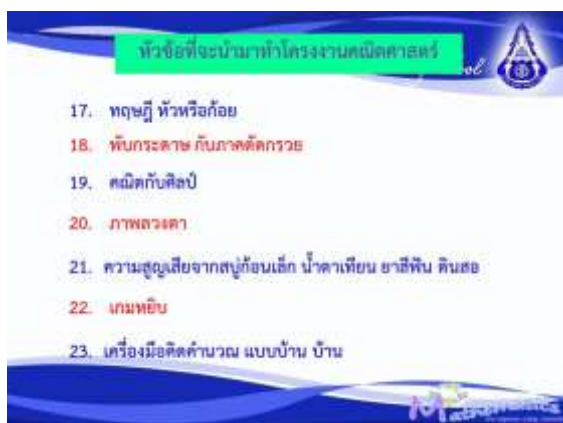 หัวข้อที่จะนำมาทำโครงงานคณิตศาสตร์
17. ทฤษฎี หัวหรือก้อย
18. พับกระดาษ กับภาคตัดกรวย
19. คณิตกับศิลป์
20. ภาพลวงตา
21. ความสูญเสียจากสบู่ก้อนเล็ก น้ำตาเทียน ยาสีฟัน ดินสอ
22. เกมหยิบ
23. เครื่องมือคิดคำนวณ แบบบ้าน บ้าน
Mathematics